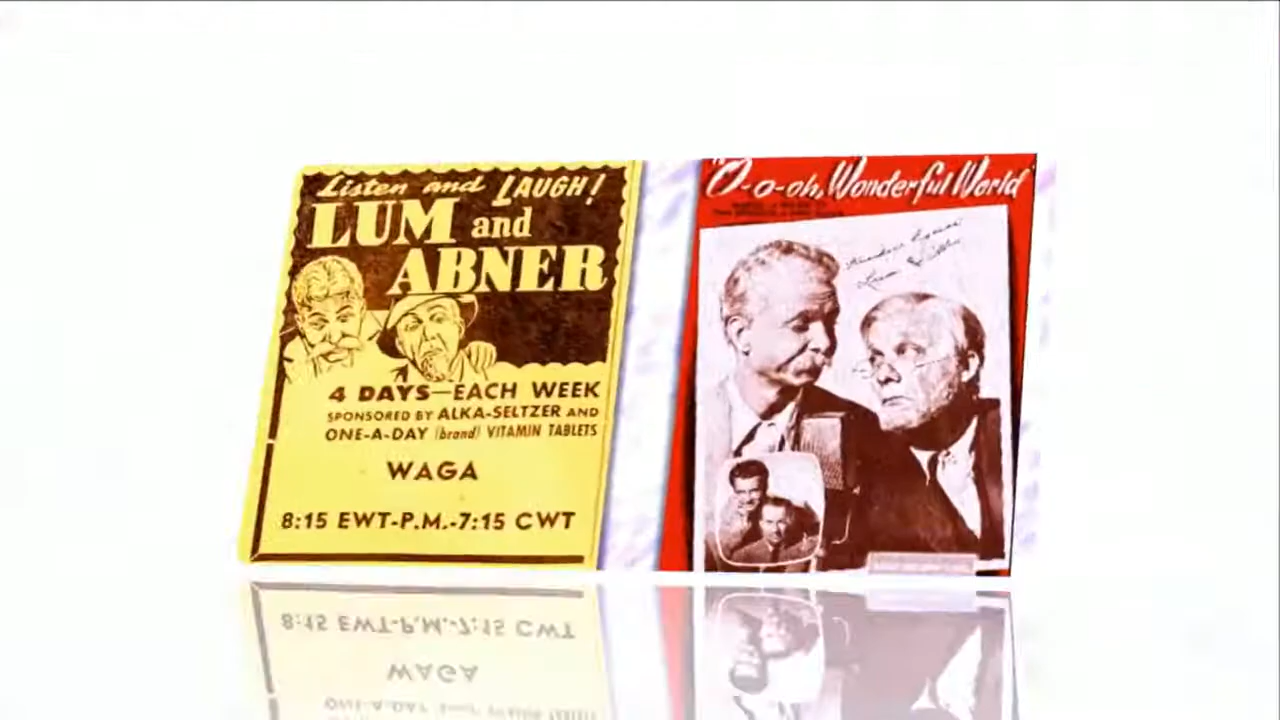 Listen and LAUGH!
LUM and
ABNER
4 DAYS—EACH WEEK
SPONSORED BY ALKA-SELTZER AND
ONE-A-DAY (brand) VITAMIN TABLETS
WAGA
8:15 EWT-P.M.-7:15 CWT
"O-o-oh, Wonderful World